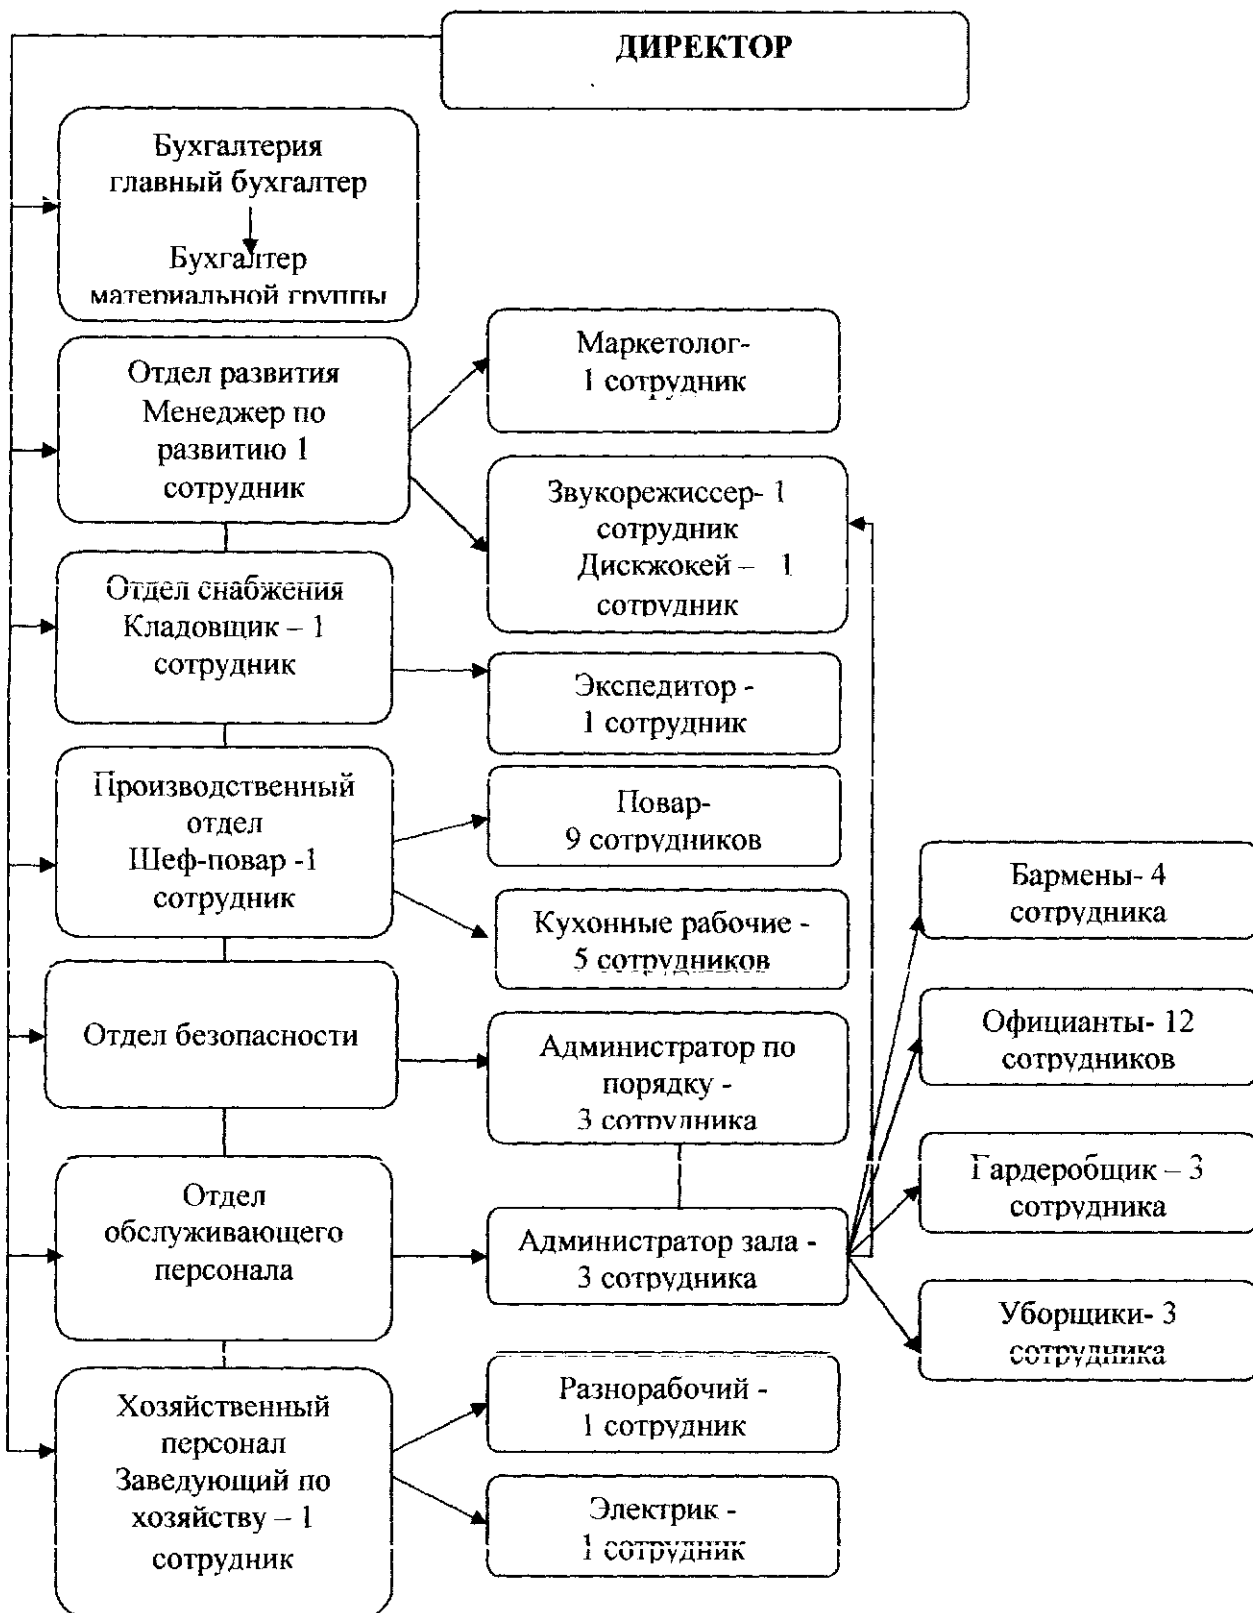 ДИРЕКТОР
Бухгалтерия
главный бухгалтер
Бухгалтер
материальной группы
Отдел развития
Менеджер по
развитию 1
сотрудник
Маркетолог-
1 сотрудник
Звукорежиссер- 1
сотрудник
Дискжокей – 1
сотрудник
Отдел снабжения
Кладовщик – 1
сотрудник
Экспедитор -
1 сотрудник
Производственный
отдел
Шеф-повар -1
сотрудник
Повар-
9 сотрудников
Кухонные рабочие -
5 сотрудников
Отдел безопасности
Администратор по
порядку -
3 сотрудника
Отдел
обслуживающего
персонала
Администратор зала -
3 сотрудника
Бармены- 4
сотрудника
Официанты- 12
сотрудников
Гардеробщик – 3
сотрудника
Уборщики- 3
сотрудника
Хозяйственный
персонал
Заведующий по
хозяйству – 1
сотрудник
Разнорабочий -
1 сотрудник
Электрик -
1 сотрудник